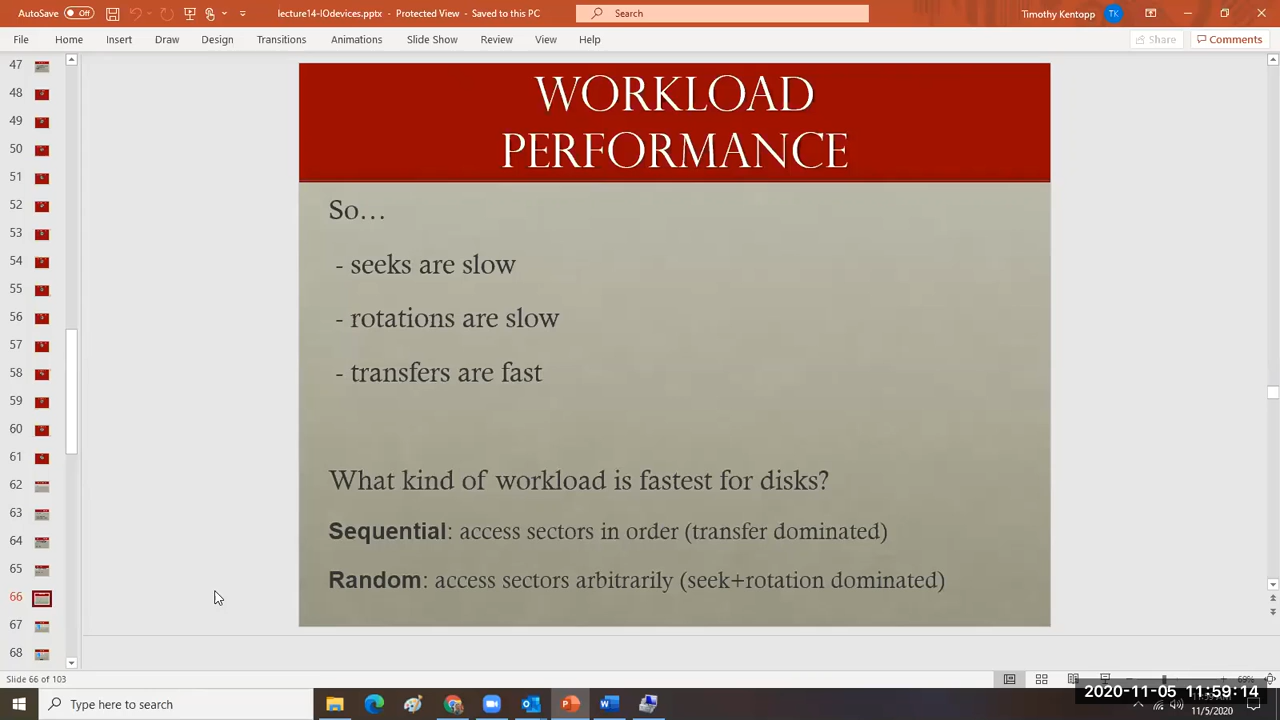 AutoSave Off lecture14-IOdevices.ppt - Protected View • Saved to this PC Search Timothy Kentopp TK
File Home Insert Draw Design Transitions Animations Slide Show Review View Help Share Comments
47
48
49
50
51
52
53
54
55
56
57
58
59
60
61
62
63
64
65
66
67
68
WORKLOAD
PERFORMANCE
So…
- seeks are slow
- rotations are slow
- transfers are fast
What kind of workload is fastest for disks?
Sequential: access sectors in order (transfer dominated)
Random: access sectors arbitrarily (seek+rotation dominated)
Slide 66 of 103 69%
2020-11-05 11:59:14
Type here to search
11/5/2020